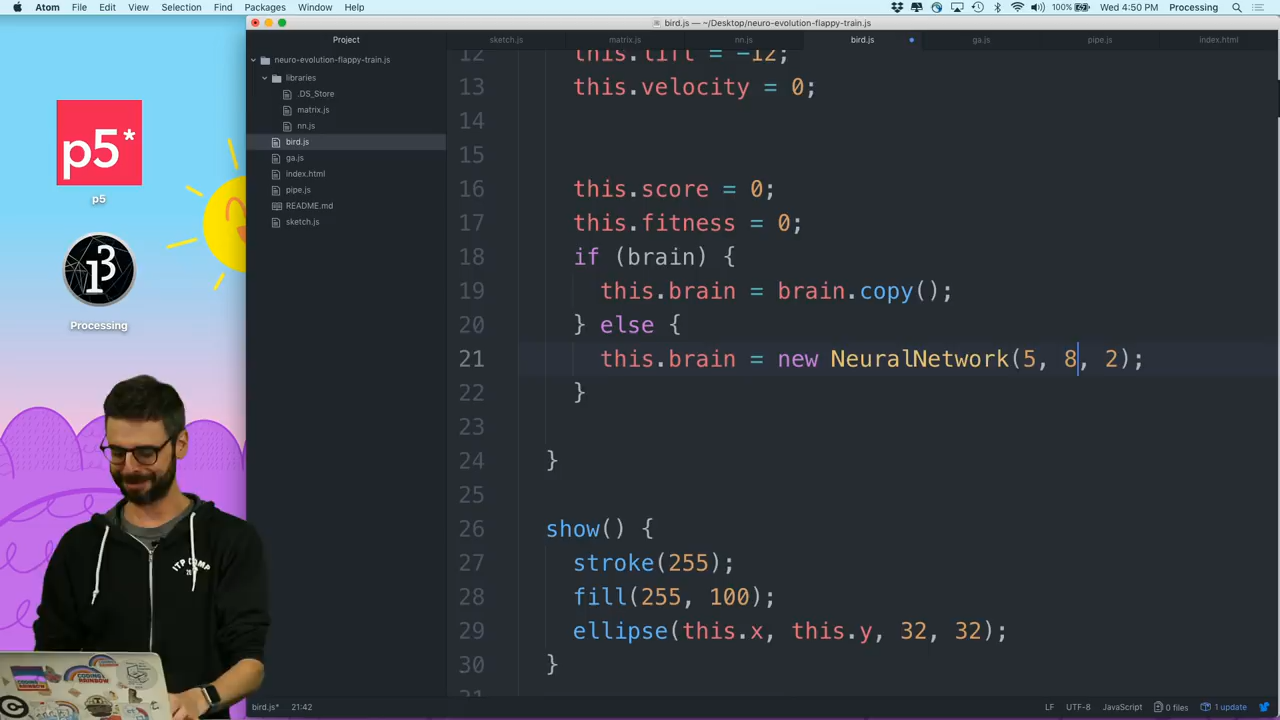 Atom File Edit View Selection Find Packages Window Help
100% Wed 4:50 PM Processing
bird.js — ~/Desktop/neuro-evolution-flappy-train.js
Project
sketch.js matrix.js nn.js bird.js ga.js pipe.js index.html
neuro-evolution-flappy-train.js
libraries
.DS_Store
matrix.js
nn.js
bird.js
ga.js
index.html
pipe.js
README.md
sketch.js
p5*
p5
Processing
12 this.lift = -12;
13 this.velocity = 0;
14
15
16 this.score = 0;
17 this.fitness = 0;
18 if (brain) {
19 this.brain = brain.copy();
20 } else {
21 this.brain = new NeuralNetwork(5, 8, 2);
22 }
23
24 }
25
26 show() {
27 stroke(255);
28 fill(255, 100);
29 ellipse(this.x, this.y, 32, 32);
30 }
ITP CAMP
bird.js* 21:42
LF UTF-8 JavaScript 0 files 1 update